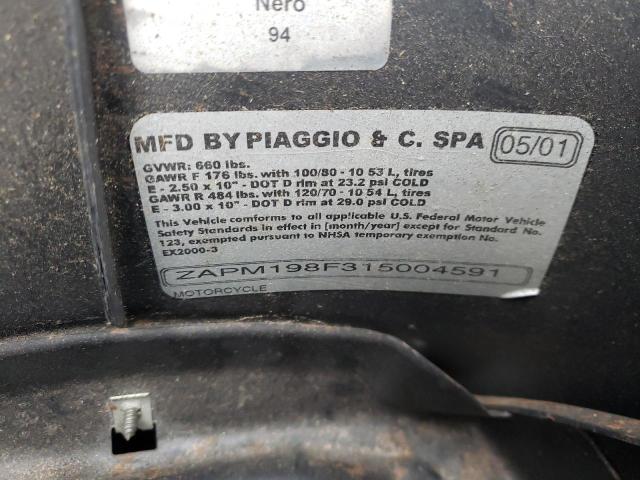 Nero
94
MFD BY PIAGGIO & C. SPA 05/01
GVWR: 660 lbs.
GAWR F 176 lbs. with 100/80 - 10 53 L, tires
E - 2.50 x 10" - DOT D rim at 23.2 psi COLD
GAWR R 484 lbs. with 120/70 - 10 54 L, tires
E - 3.00 x 10" - DOT D rim at 29.0 psi COLD
This Vehicle conforms to all applicable U.S. Federal Motor Vehicle
Safety Standards in effect in [month/year] except for Standard No.
123, exempted pursuant to NHSA temporary exemption No.
EX2000-3
ZAPM198F315004591
MOTORCYCLE